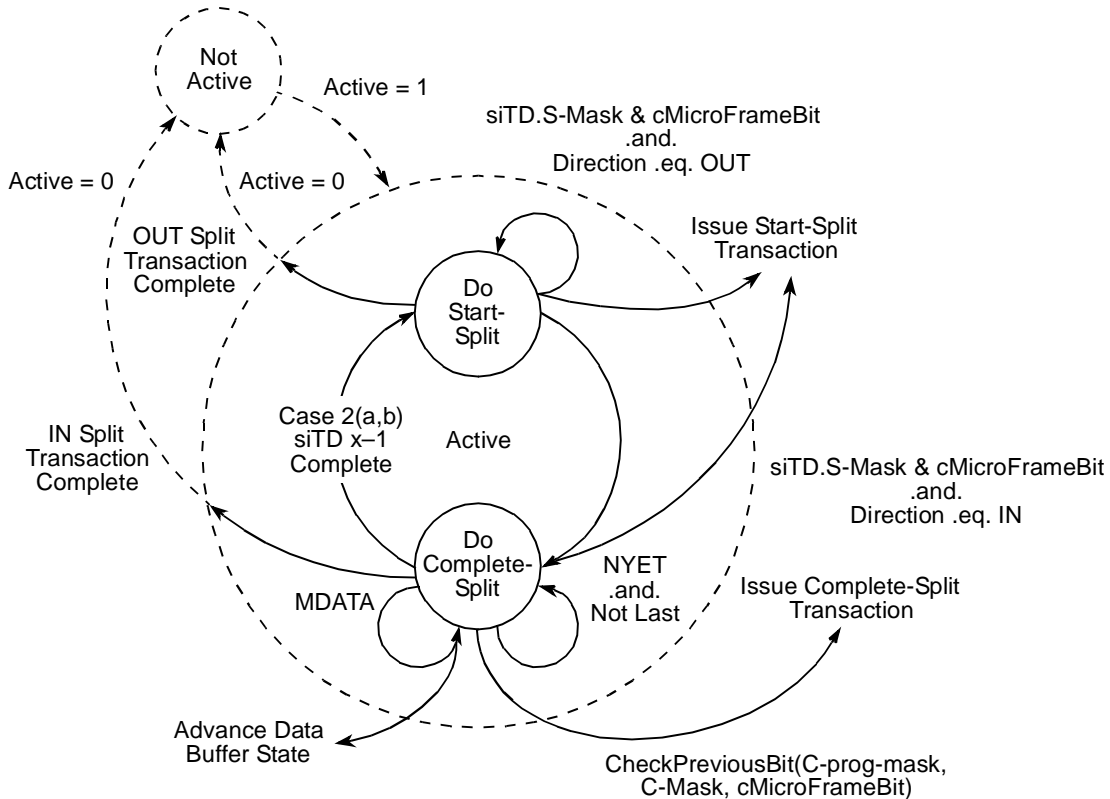 Not
Active
Active = 1
siTD.S-Mask & cMicroFrameBit
.and.
Direction .eq. OUT
Active = 0
Active = 0
OUT Split
Transaction
Complete
Issue Start-Split
Transaction
Do
Start-
Split
Case 2(a,b)
siTD x–1
Complete
Active
IN Split
Transaction
Complete
siTD.S-Mask & cMicroFrameBit
.and.
Direction .eq. IN
Do
Complete-
Split
NYET
.and.
Not Last
MDATA
Issue Complete-Split
Transaction
Advance Data
Buffer State
CheckPreviousBit(C-prog-mask,
C-Mask, cMicroFrameBit)